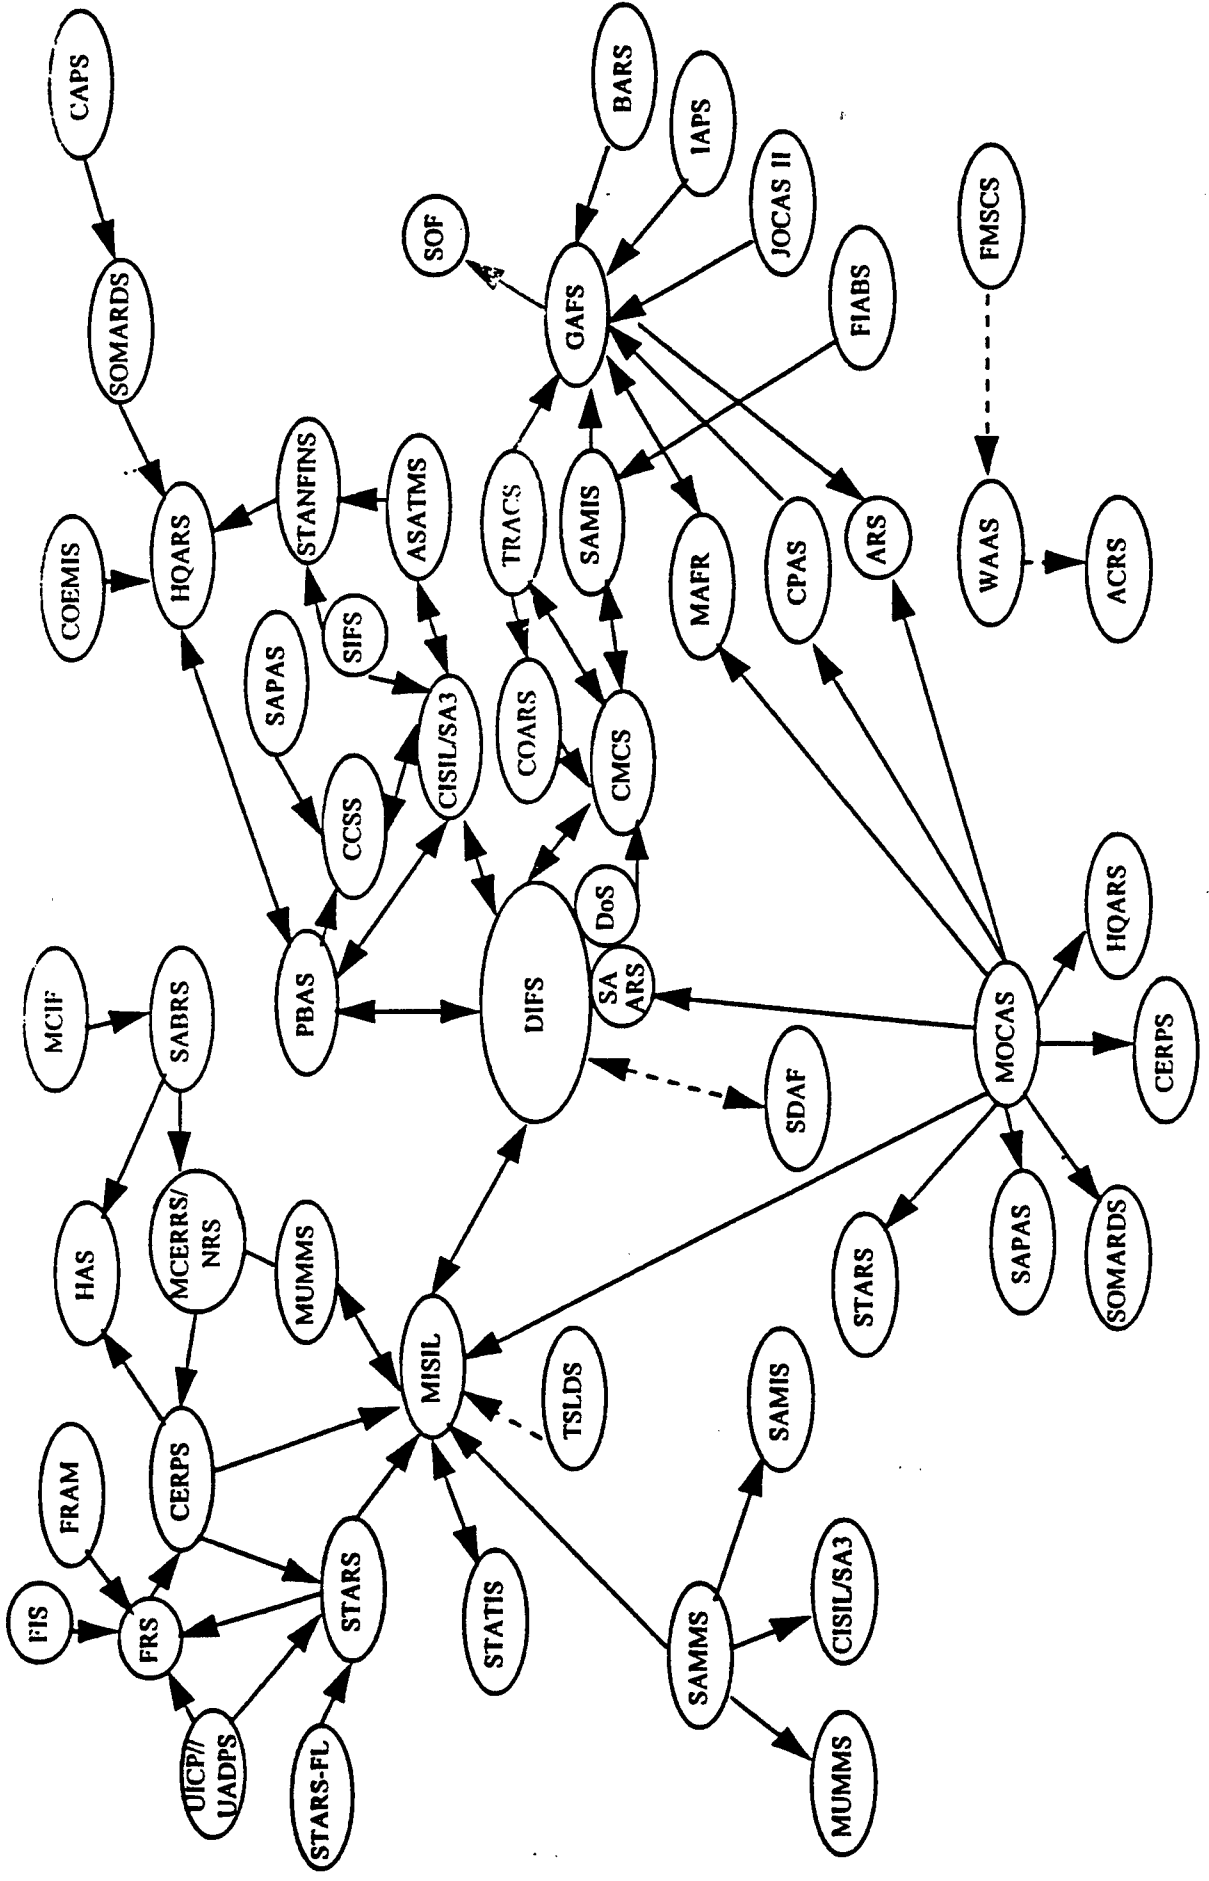 FIS
FRAM
HAS
MCIF
COEMIS
SOMARDS
CAPS
UICP//
UADPS
FRS
CERPS
MCERRS/
NRS
SABRS
HQARS
STARS-FL
STARS
MUMMS
PBAS
CCSS
SAPAS
SIFS
STANFINS
ASATMS
STATIS
MISIL
CISIL/SA3
SOF
TSLDS
DIFS
COARS
TRACS
SA
ARS
DoS
CMCS
SAMIS
GAFS
BARS
IAPS
JOCAS II
FIABS
SAMMS
SAMIS
SDAF
MAFR
CPAS
ARS
MUMMS
CISIL/SA3
STARS
MOCAS
WAAS
FMSCS
SAPAS
SOMARDS
CERPS
HQARS
ACRS